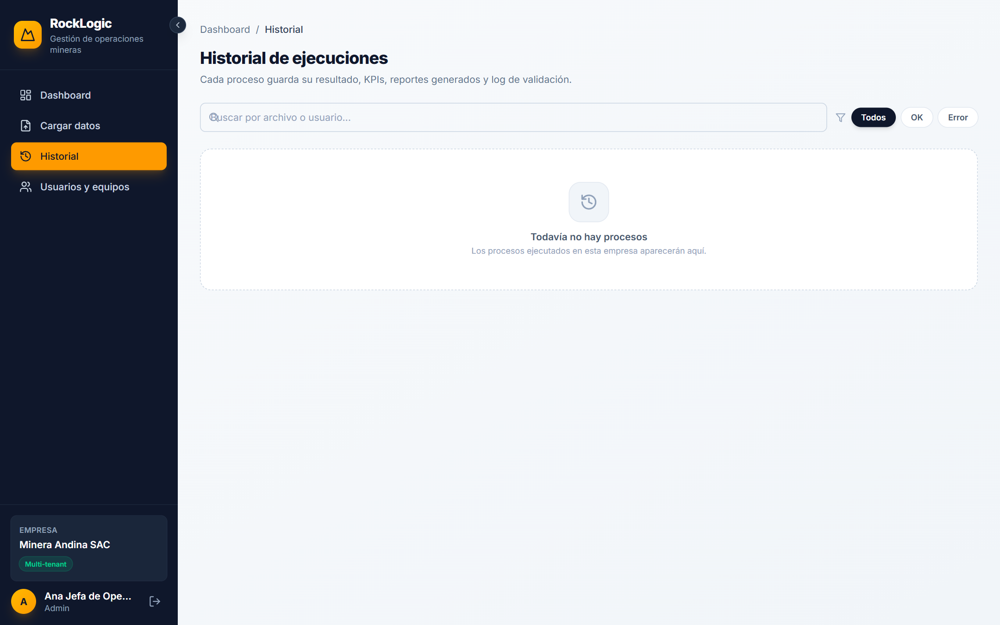 RockLogic
Gestión de operaciones
mineras
Dashboard
Cargar datos
Historial
Usuarios y equipos
EMPRESA
Minera Andina SAC
Multi-tenant
A
Ana Jefa de Ope...
Admin
Dashboard / Historial
Historial de ejecuciones
Cada proceso guarda su resultado, KPIs, reportes generados y log de validación.
Buscar por archivo o usuario...
Todos
OK
Error
Todavía no hay procesos
Los procesos ejecutados en esta empresa aparecerán aquí.